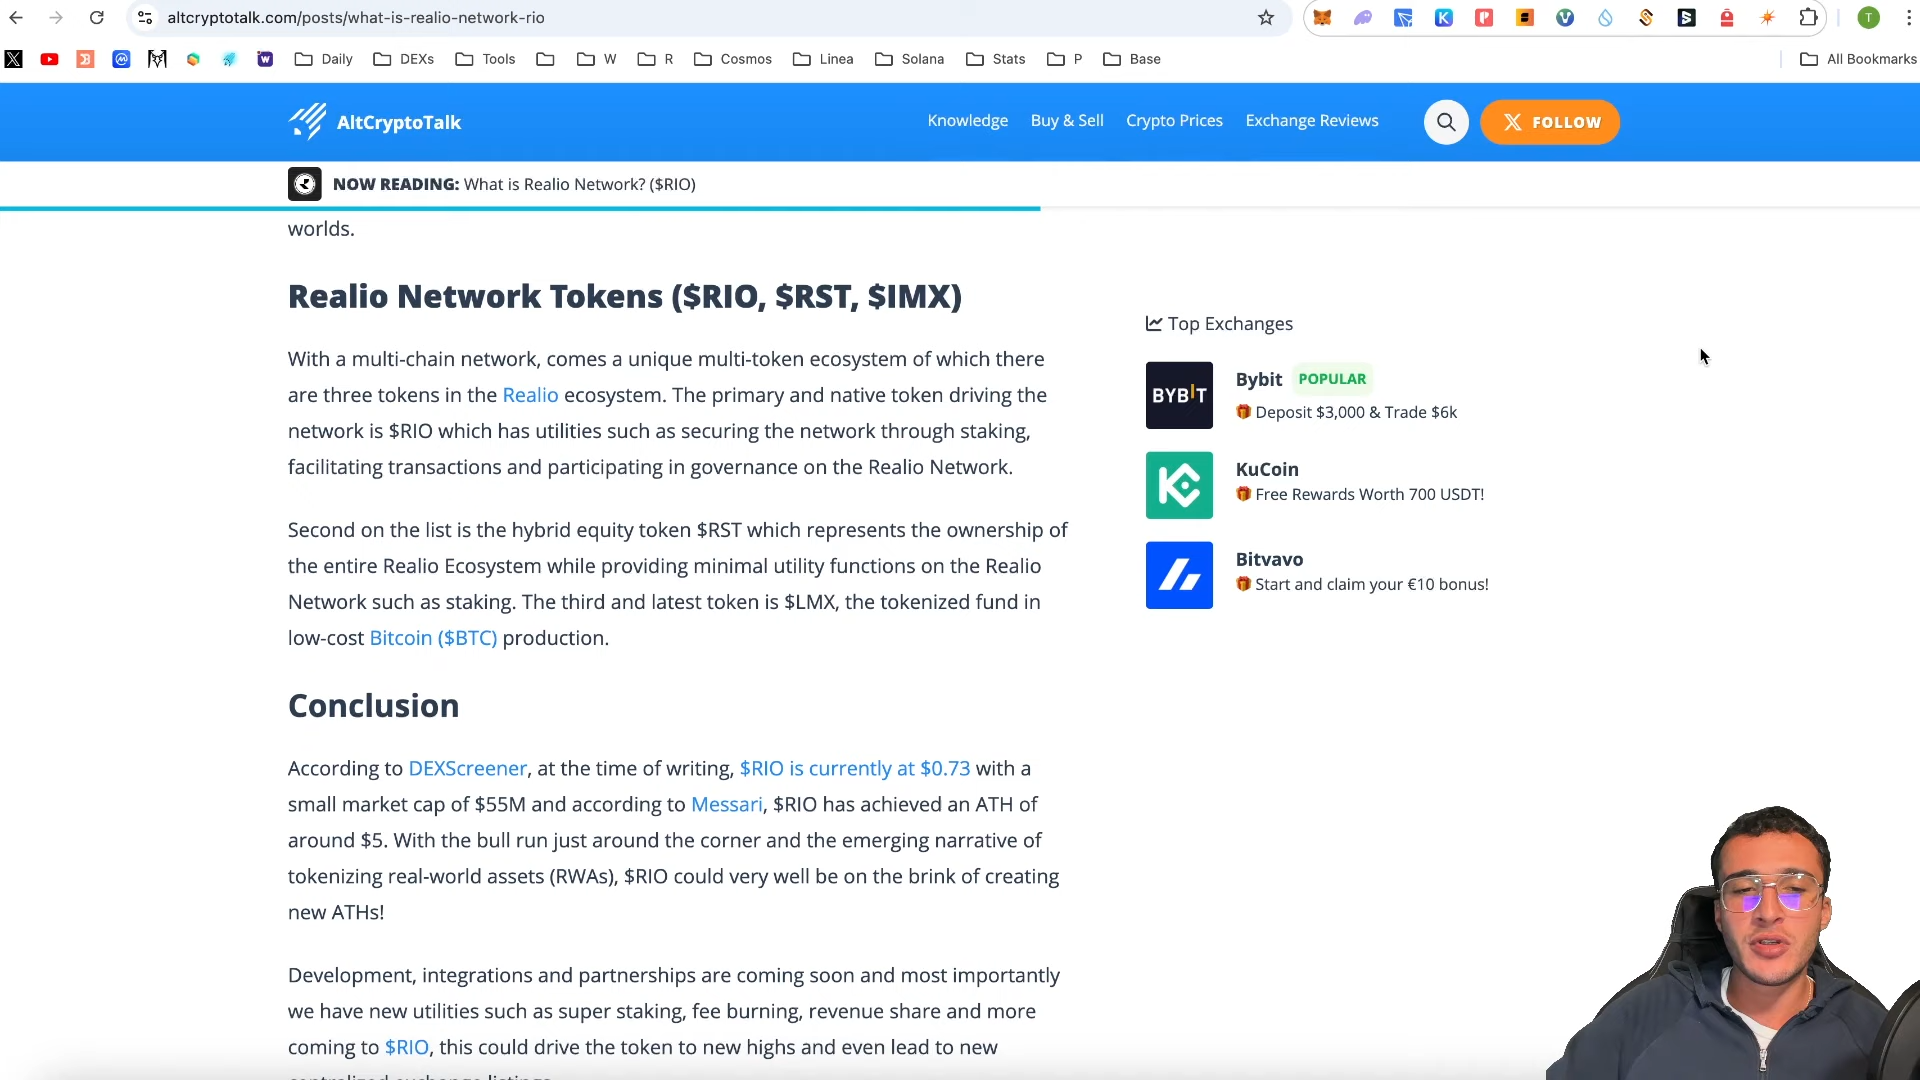 altcryptotalk.com/posts/what-is-realio-network-rio
T
Daily
DEXs
Tools
W
R
Cosmos
Linea
Solana
Stats
P
Base
All Bookmarks
AltCryptoTalk
Knowledge
Buy & Sell
Crypto Prices
Exchange Reviews
FOLLOW
NOW READING: What is Realio Network? ($RIO)
worlds.
Realio Network Tokens ($RIO, $RST, $IMX)
With a multi-chain network, comes a unique multi-token ecosystem of which there
are three tokens in the Realio ecosystem. The primary and native token driving the
network is $RIO which has utilities such as securing the network through staking,
facilitating transactions and participating in governance on the Realio Network.
Second on the list is the hybrid equity token $RST which represents the ownership of
the entire Realio Ecosystem while providing minimal utility functions on the Realio
Network such as staking. The third and latest token is $LMX, the tokenized fund in
low-cost Bitcoin ($BTC) production.
Conclusion
According to DEXScreener, at the time of writing, $RIO is currently at $0.73 with a
small market cap of $55M and according to Messari, $RIO has achieved an ATH of
around $5. With the bull run just around the corner and the emerging narrative of
tokenizing real-world assets (RWAs), $RIO could very well be on the brink of creating
new ATHs!
Development, integrations and partnerships are coming soon and most importantly
we have new utilities such as super staking, fee burning, revenue share and more
coming to $RIO, this could drive the token to new highs and even lead to new
Top Exchanges
BYBIT
Bybit POPULAR
Deposit $3,000 & Trade $6k
KuCoin
Free Rewards Worth 700 USDT!
Bitvavo
Start and claim your €10 bonus!